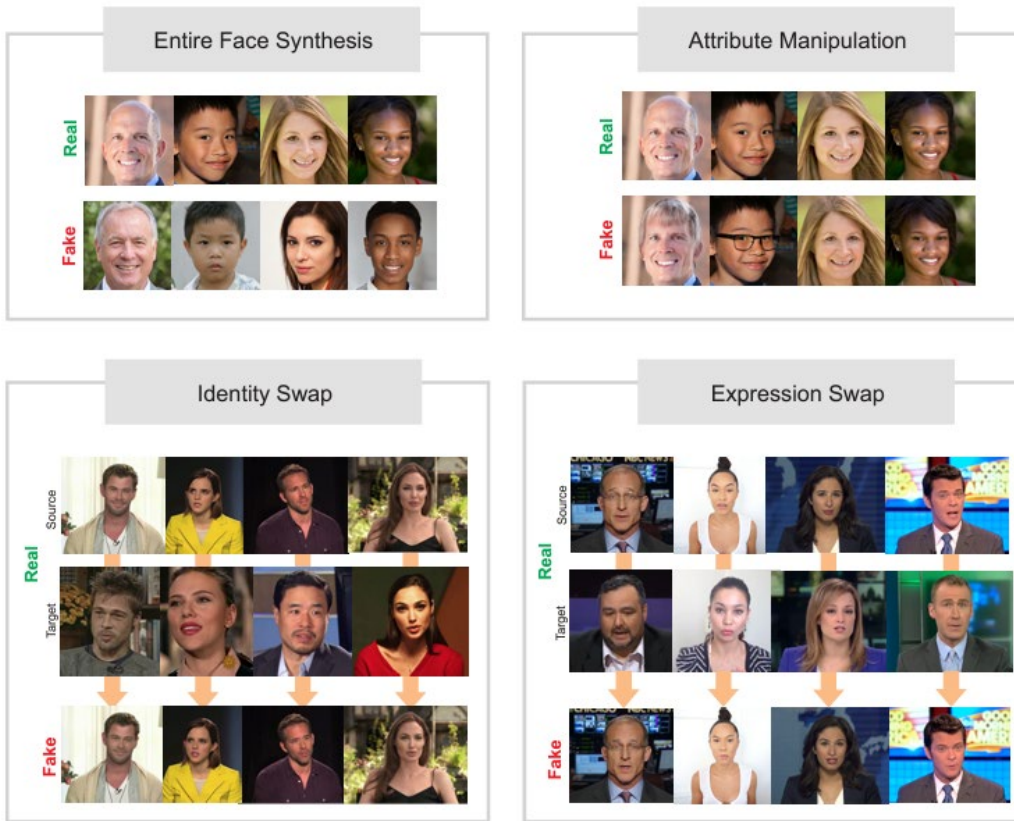 Entire Face Synthesis
Real
Fake
Attribute Manipulation
Real
Fake
Identity Swap
Real
Source
Target
Fake
Expression Swap
Real
Source
Target
Fake